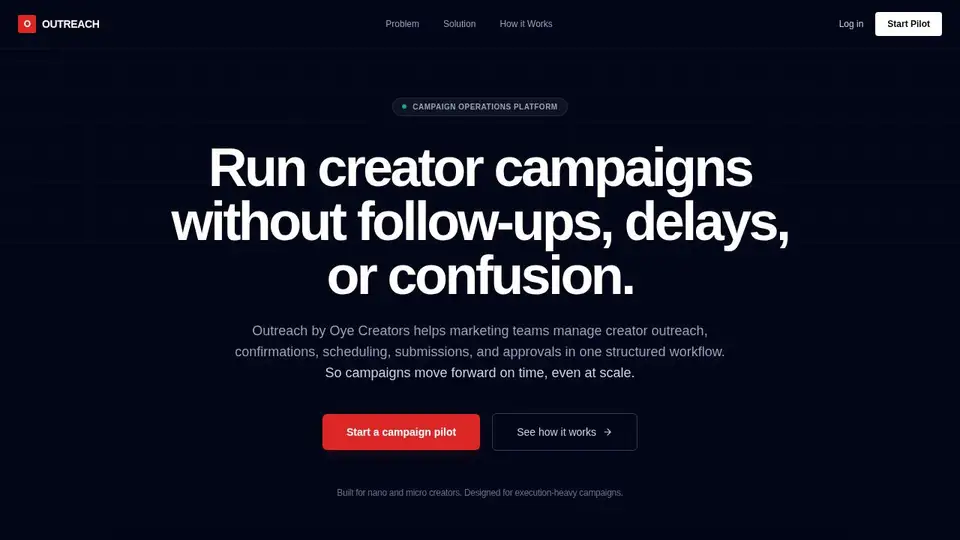 O OUTREACH
Problem
Solution
How it Works
Log in
Start Pilot
CAMPAIGN OPERATIONS PLATFORM
Run creator campaigns
without follow-ups, delays,
or confusion.
Outreach by Oye Creators helps marketing teams manage creator outreach,
confirmations, scheduling, submissions, and approvals in one structured workflow.
So campaigns move forward on time, even at scale.
Start a campaign pilot
See how it works →
Built for nano and micro creators. Designed for execution-heavy campaigns.